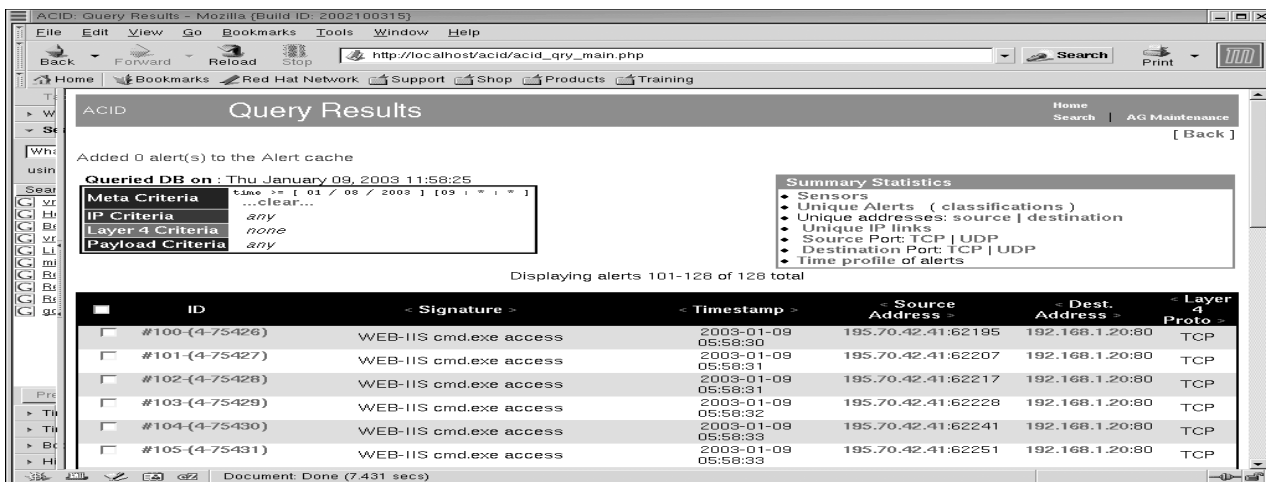 ACID: Query Results - Mozilla {Build ID: 2002100315}
File Edit View Go Bookmarks Tools Window Help
Back Forward Reload Stop http://localhost/acid/acid_qry_main.php Search Print
Home Bookmarks Red Hat Network Support Shop Products Training
ACID Query Results Home
Search | AG Maintenance
[ Back ]
Added 0 alert(s) to the Alert cache
Queried DB on : Thu January 09, 2003 11:58:25
Meta Criteria time >= [ 01 / 08 / 2003 ] [09 : * : * ]
...clear...
IP Criteria any
Layer 4 Criteria none
Payload Criteria any
Summary Statistics
Sensors
Unique Alerts ( classifications )
Unique addresses: source | destination
Unique IP links
Source Port: TCP | UDP
Destination Port: TCP | UDP
Time profile of alerts
Displaying alerts 101-128 of 128 total
ID < Signature > < Timestamp > < Source Address > < Dest. Address > < Layer 4 Proto >
#100-(4-75426) WEB-IIS cmd.exe access 2003-01-09 05:58:30 195.70.42.41:62195 192.168.1.20:80 TCP
#101-(4-75427) WEB-IIS cmd.exe access 2003-01-09 05:58:31 195.70.42.41:62207 192.168.1.20:80 TCP
#102-(4-75428) WEB-IIS cmd.exe access 2003-01-09 05:58:31 195.70.42.41:62217 192.168.1.20:80 TCP
#103-(4-75429) WEB-IIS cmd.exe access 2003-01-09 05:58:32 195.70.42.41:62228 192.168.1.20:80 TCP
#104-(4-75430) WEB-IIS cmd.exe access 2003-01-09 05:58:33 195.70.42.41:62241 192.168.1.20:80 TCP
#105-(4-75431) WEB-IIS cmd.exe access 2003-01-09 05:58:33 195.70.42.41:62251 192.168.1.20:80 TCP
Document: Done (7.431 secs)